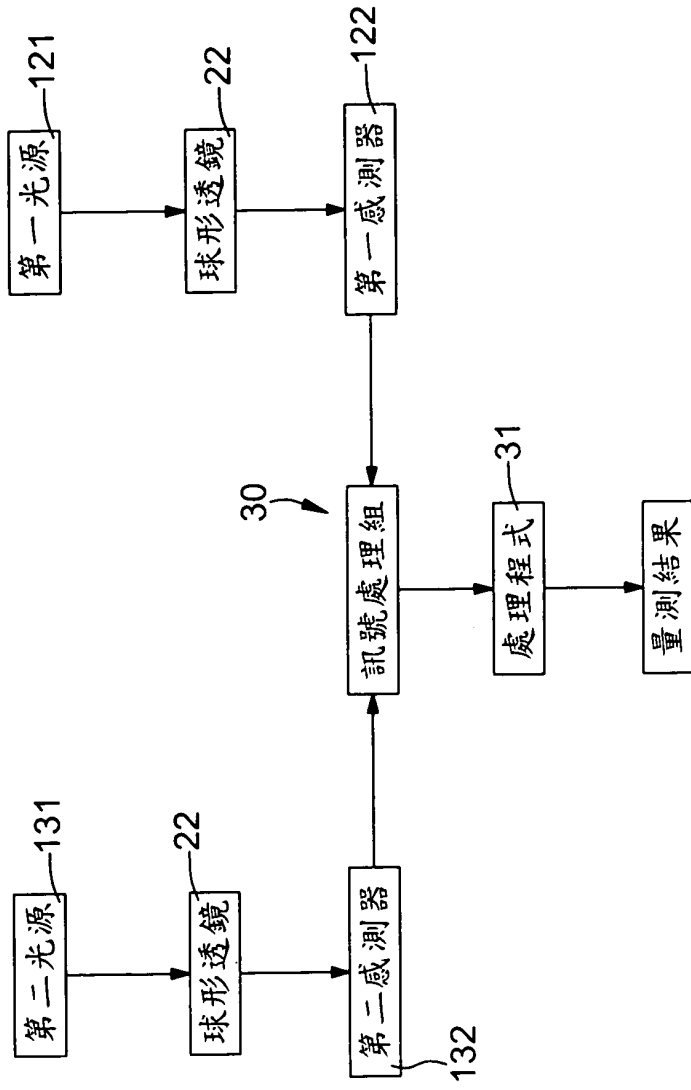 第二光源
131
第一光源
121
球形透鏡
22
球形透鏡
22
30
132
第二感測器
訊號處理組
第一感測器
122
處理程式
31
量測結果